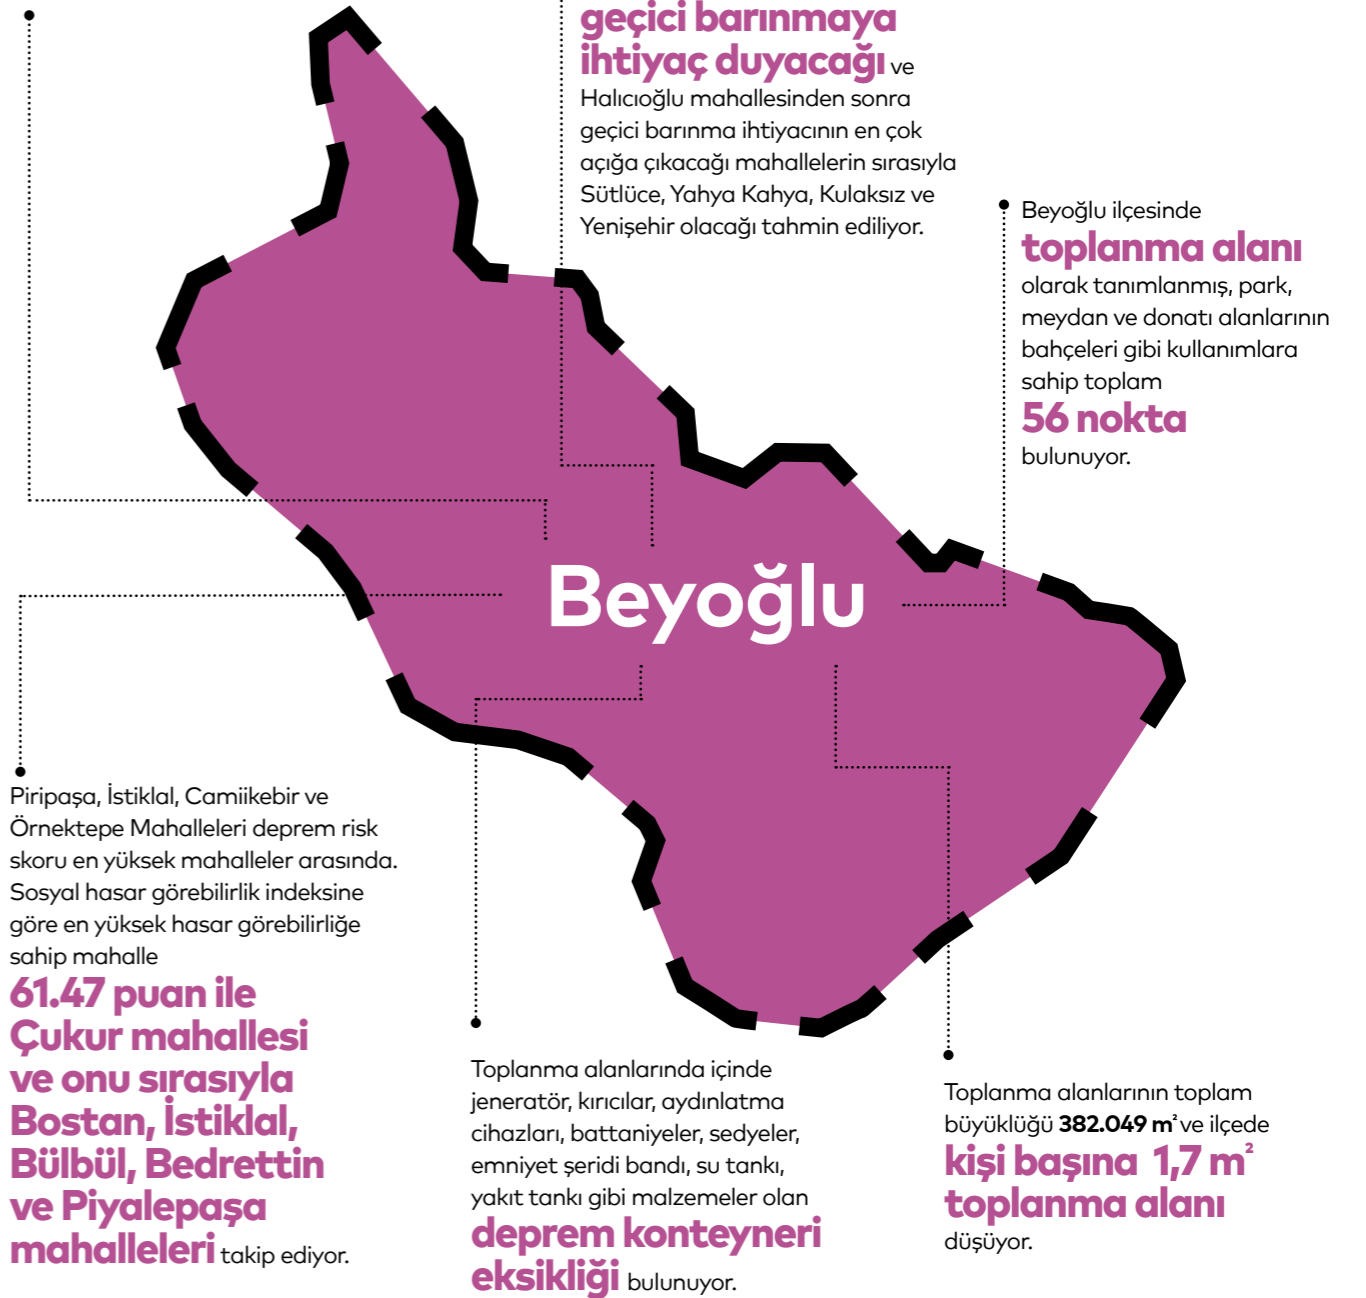 geçici barınmaya
ihtiyaç duyacağı ve
Halıcıoğlu mahallesinden sonra
geçici barınma ihtiyacının en çok
açığa çıkacağı mahallelerin sırasıyla
Sütlüce, Yahya Kahya, Kulaksız ve
Yenişehir olacağı tahmin ediliyor.
Beyoğlu ilçesinde
toplanma alanı
olarak tanımlanmış, park,
meydan ve donatı alanlarının
bahçeleri gibi kullanımlara
sahip toplam
56 nokta
bulunuyor.
Beyoğlu
Piripaşa, İstiklal, Camiikebir ve
Örnektepe Mahalleleri deprem risk
skoru en yüksek mahalleler arasında.
Sosyal hasar görebilirlik indeksine
göre en yüksek hasar görebilirliğe
sahip mahalle
61.47 puan ile
Çukur mahallesi
ve onu sırasıyla
Bostan, İstiklal,
Bülbül, Bedrettin
ve Piyalepaşa
mahalleleri takip ediyor.
Toplanma alanlarında içinde
jeneratör, kırıcılar, aydınlatma
cihazları, battaniyeler, sedyeler,
emniyet şeridi bandı, su tankı,
yakıt tankı gibi malzemeler olan
deprem konteyneri
eksikliği bulunuyor.
Toplanma alanlarının toplam
büyüklüğü 382.049 m² ve ilçede
kişi başına 1,7 m²
toplanma alanı
düşüyor.